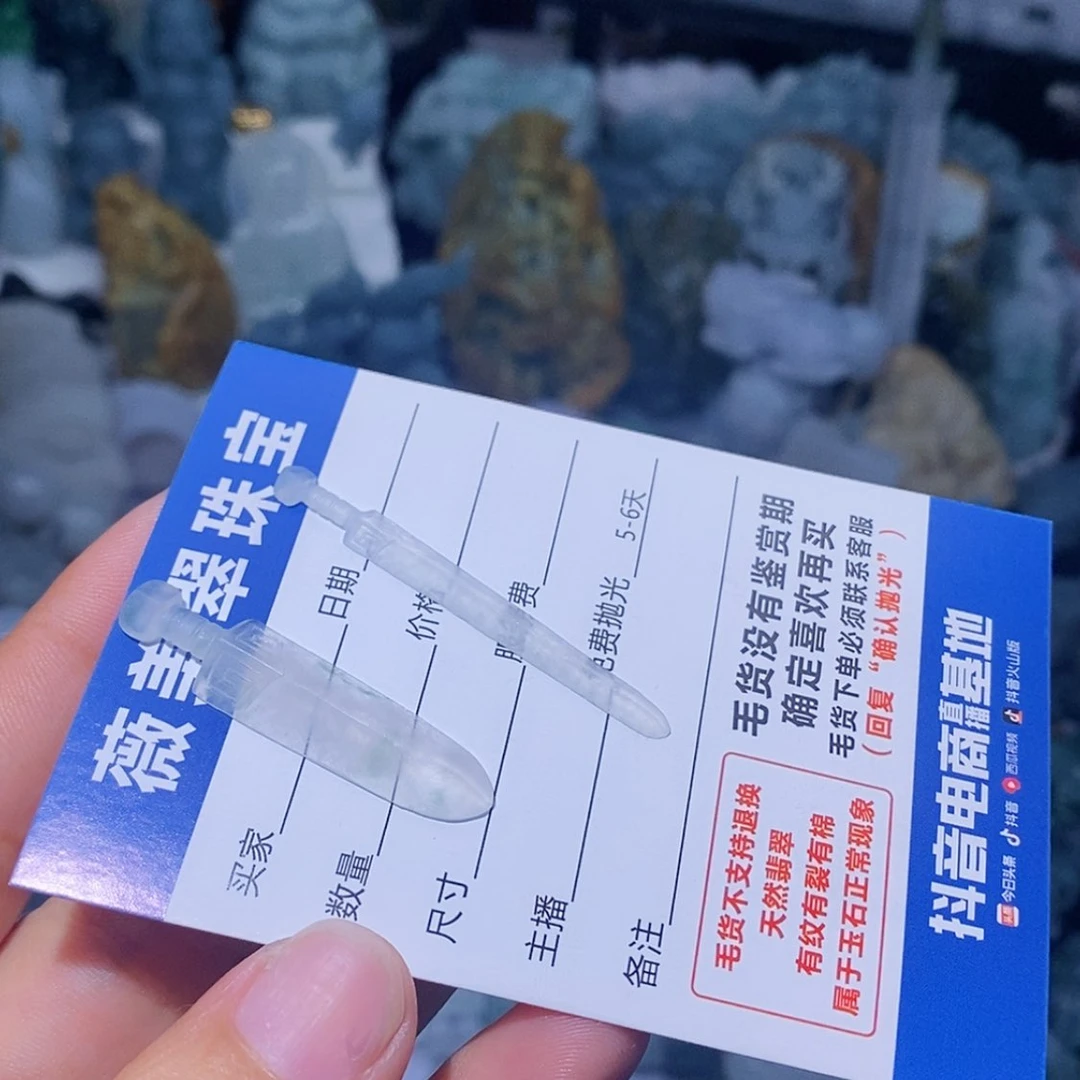 薇 翠珠宝
买家 日期
数量 价格
尺寸 费
主播 费抛光 5-6天
备注
毛货没有鉴赏期
确定喜欢再买
毛货下单必须联系客服
（回复“确认抛光”）
毛货不支持退换
天然翡翠
有纹有裂有棉
属于玉石正常现象
抖音电商直播基地
今日头条 抖音 西瓜视频 抖音火山版